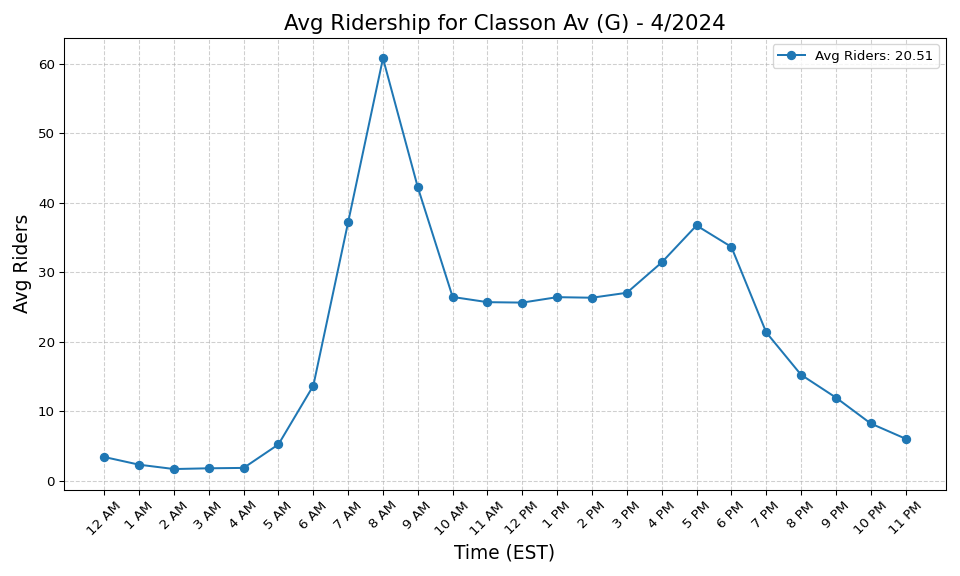 Avg Ridership for Classon Av (G) - 4/2024
Avg Riders: 20.51
Avg Riders
60
50
40
30
20
10
0
12 AM
1 AM
2 AM
3 AM
4 AM
5 AM
6 AM
7 AM
8 AM
9 AM
10 AM
11 AM
12 PM
1 PM
2 PM
3 PM
4 PM
5 PM
6 PM
7 PM
8 PM
9 PM
10 PM
11 PM
Time (EST)